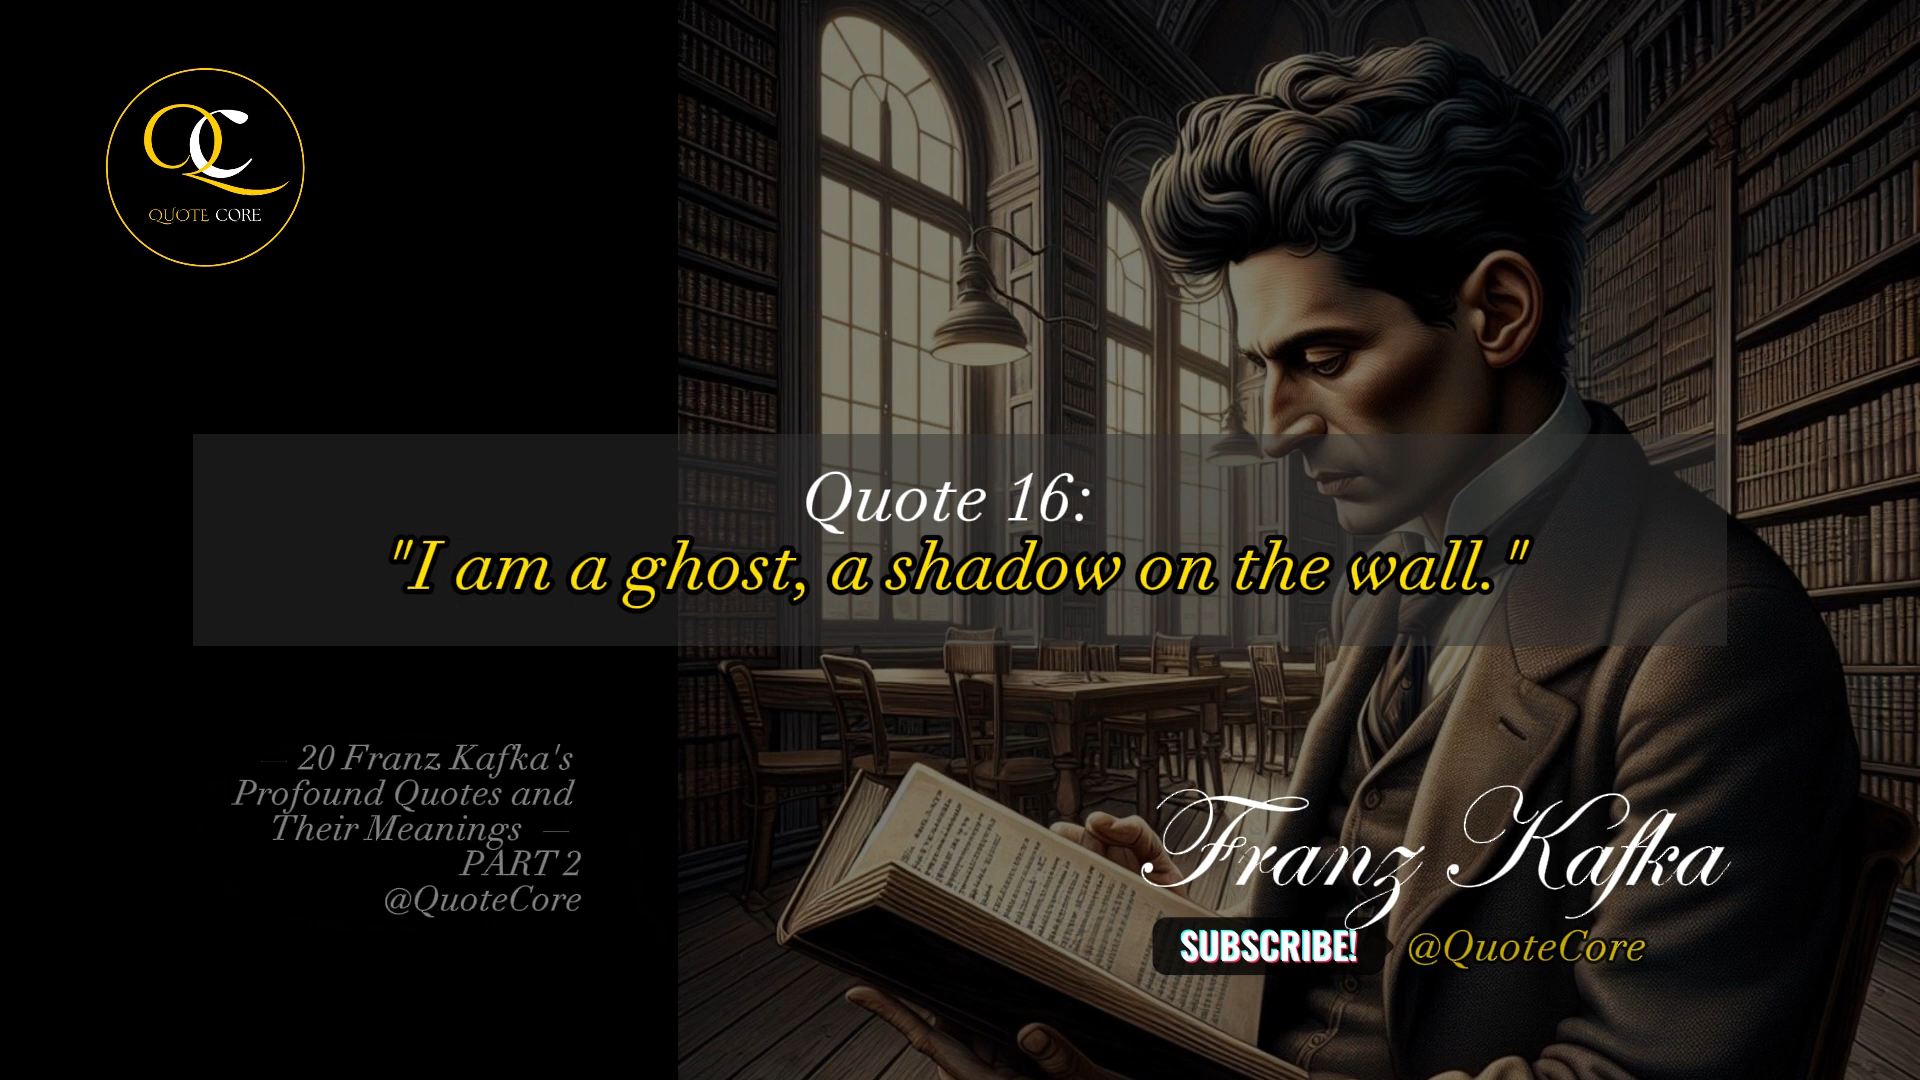 QC
QUOTE CORE
Quote 16:
"I am a ghost, a shadow on the wall."
— 20 Franz Kafka's
Profound Quotes and
Their Meanings —
PART 2
@QuoteCore
Franz Kafka
SUBSCRIBE! @QuoteCore